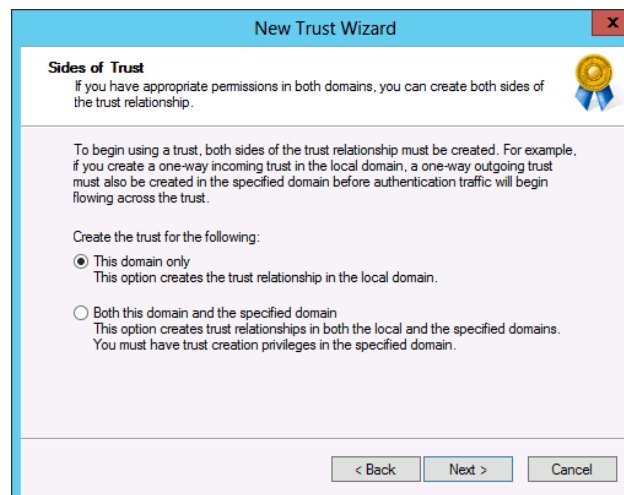 New Trust Wizard
x
Sides of Trust
If you have appropriate permissions in both domains, you can create both sides of
the trust relationship.
To begin using a trust, both sides of the trust relationship must be created. For example,
if you create a one-way incoming trust in the local domain, a one-way outgoing trust
must also be created in the specified domain before authentication traffic will begin
flowing across the trust.
Create the trust for the following:
This domain only
This option creates the trust relationship in the local domain.
Both this domain and the specified domain
This option creates trust relationships in both the local and the specified domains.
You must have trust creation privileges in the specified domain.
< Back Next > Cancel